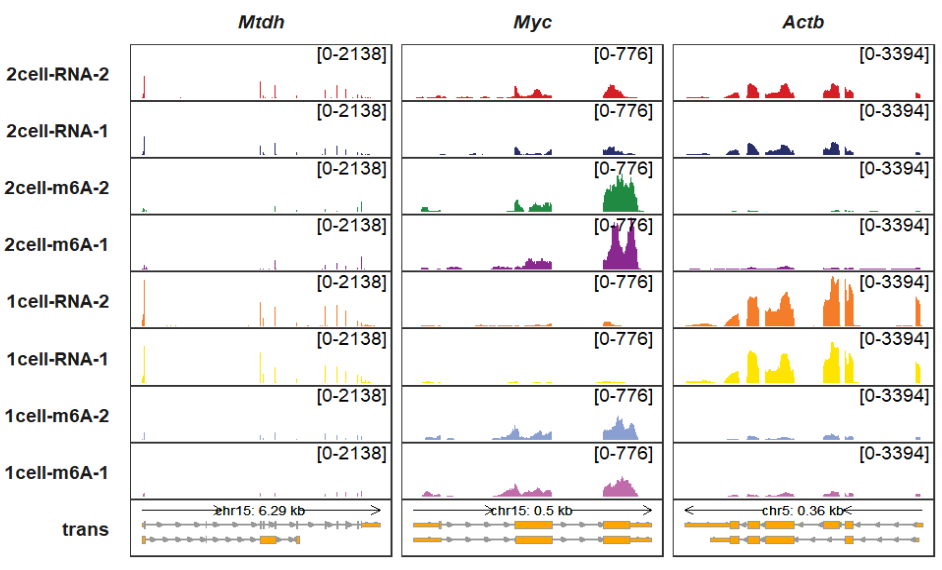 Mtdh Myc Actb
2cell-RNA-2 [0-2138] [0-776] [0-3394]
2cell-RNA-1 [0-2138] [0-776] [0-3394]
2cell-m6A-2 [0-2138] [0-776] [0-3394]
2cell-m6A-1 [0-2138] [0-776] [0-3394]
1cell-RNA-2 [0-2138] [0-776] [0-3394]
1cell-RNA-1 [0-2138] [0-776] [0-3394]
1cell-m6A-2 [0-2138] [0-776] [0-3394]
1cell-m6A-1 [0-2138] [0-776] [0-3394]
chr15: 6.29 kb chr15: 0.5 kb chr5: 0.36 kb
trans